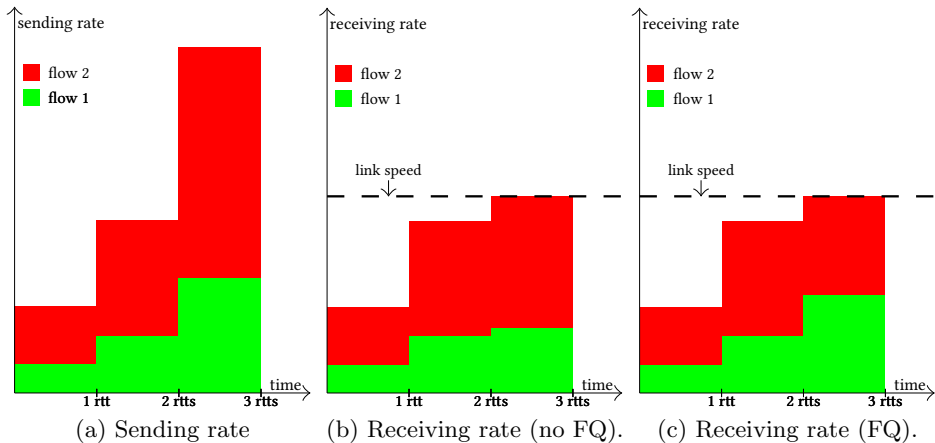 sending rate
flow 2
flow 1
1 rtt
2 rtts
3 rtts
time
(a) Sending rate
receiving rate
flow 2
flow 1
link speed
1 rtt
2 rtts
3 rtts
time
(b) Receiving rate (no FQ).
receiving rate
flow 2
flow 1
link speed
1 rtt
2 rtts
3 rtts
time
(c) Receiving rate (FQ).